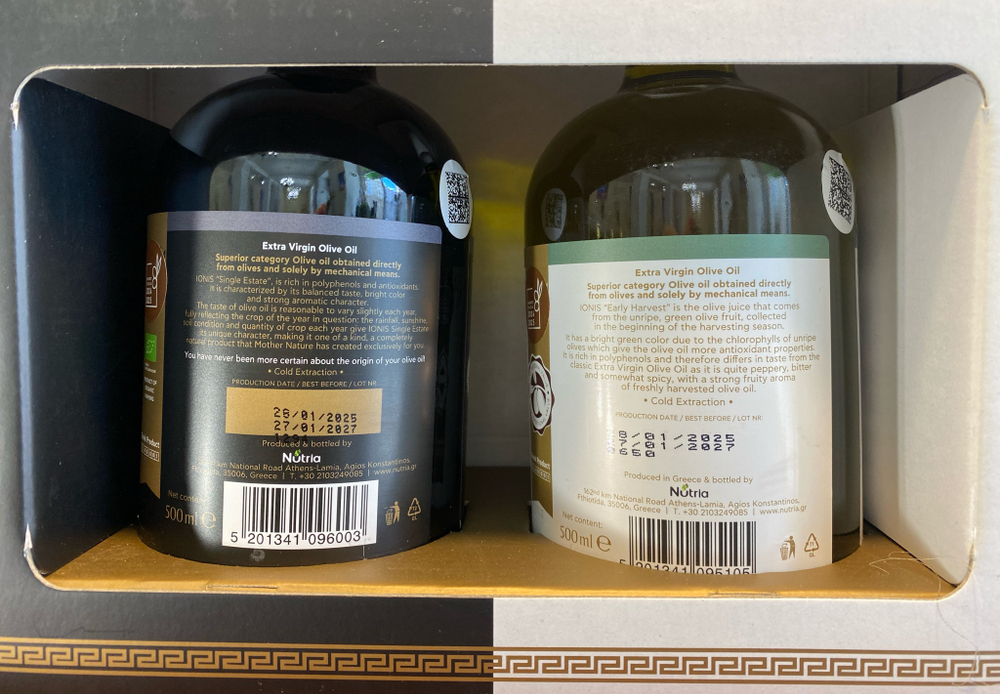 Extra Virgin Olive Oil
Superior category Olive oil obtained directly
from olives and solely by mechanical means.
IONIS "Single Estate", is rich in polyphenols and antioxidants.
It is characterized by its balanced taste, bright color
and strong aromatic character.
The taste of olive oil is reasonable to vary slightly each year,
fully reflecting the crop of the year in question: the rainfall, sunshine,
soil condition and quantity of crop each year give IONIS Single Estate
its unique character, making it one of a kind, a completely
natural product that Mother Nature has created exclusively for you.
You have never been more certain about the origin of your olive oil!
• Cold Extraction •
PRODUCTION DATE / BEST BEFORE / LOT NR
28/01/2025
27/01/2027
Produced & bottled by
Nutria
km National Road Athens-Lamia, Agios Konstantinos,
35006, Greece | T. +30 2103249085 | www.nutria.gr
Net
500 ml e
5 201341 096003
Extra Virgin Olive Oil
Superior category Olive oil obtained directly
from olives and solely by mechanical means.
IONIS "Early Harvest" is the olive juice that comes
from the unripe, green olive fruit, collected
in the beginning of the harvesting season.
It has a bright green color due to the chlorophylls of unripe
olives which give the olive oil more antioxidant properties.
It is rich in polyphenols and therefore differs in taste from the
classic Extra Virgin Olive Oil as it is quite peppery, bitter
and somewhat spicy, with a strong fruity aroma
of freshly harvested olive oil.
• Cold Extraction •
PRODUCTION DATE / BEST BEFORE / LOT NR
8/01/2025
7/01/2027
650
Produced in Greece & bottled by
Nutria
162nd km National Road Athens-Lamia, Agios Konstantinos,
Fthiotida, 35006, Greece | T. +30 2103249085 | www.nutria.gr
Net content:
500 ml e
5 201341 095105